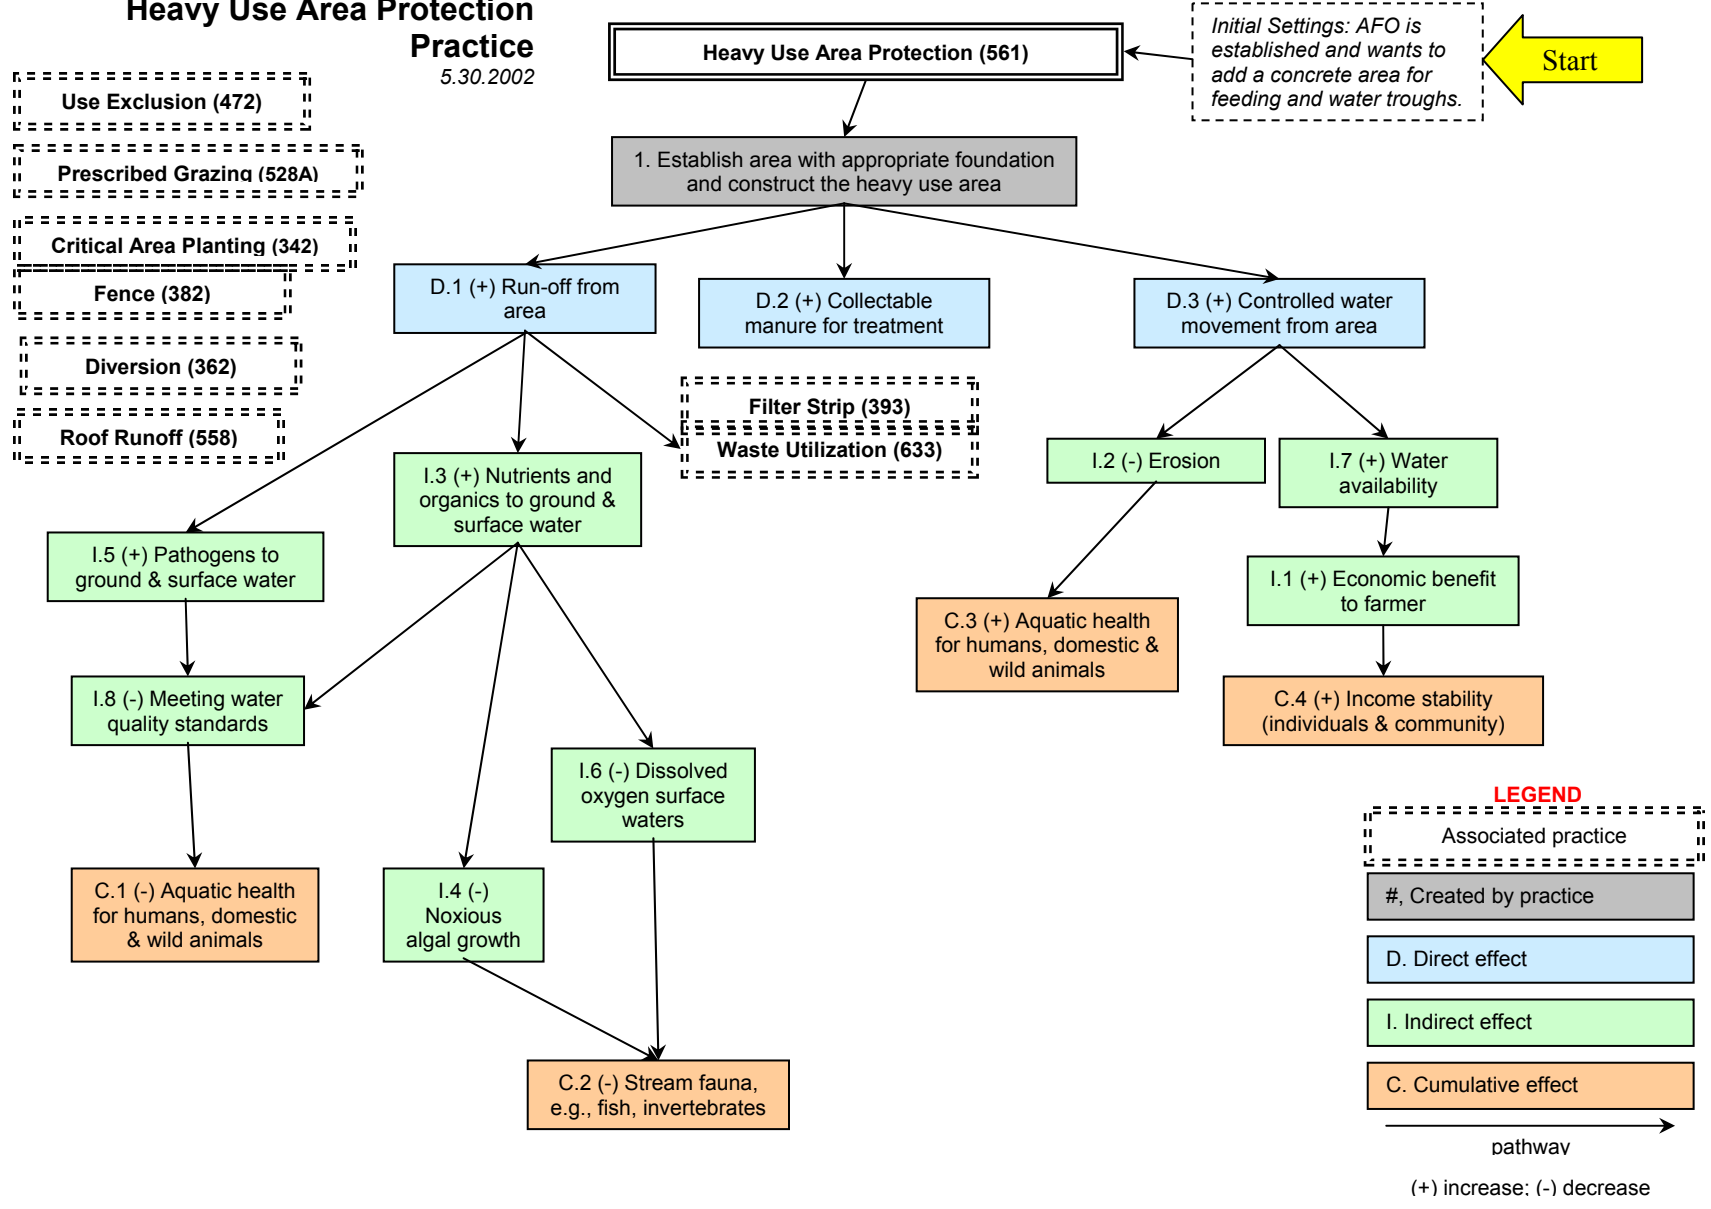 Heavy Use Area Protection
Practice
5.30.2002
Heavy Use Area Protection (561)
Initial Settings: AFO is
established and wants to
add a concrete area for
feeding and water troughs.
Start
Use Exclusion (472)
Prescribed Grazing (528A)
Critical Area Planting (342)
Fence (382)
Diversion (362)
Roof Runoff (558)
1. Establish area with appropriate foundation
and construct the heavy use area
D.1 (+) Run-off from
area
D.2 (+) Collectable
manure for treatment
D.3 (+) Controlled water
movement from area
Filter Strip (393)
Waste Utilization (633)
I.2 (-) Erosion
I.7 (+) Water
availability
I.3 (+) Nutrients and
organics to ground &
surface water
I.5 (+) Pathogens to
ground & surface water
I.1 (+) Economic benefit
to farmer
C.3 (+) Aquatic health
for humans, domestic &
wild animals
I.8 (-) Meeting water
quality standards
C.4 (+) Income stability
(individuals & community)
I.6 (-) Dissolved
oxygen surface
waters
C.1 (-) Aquatic health
for humans, domestic
& wild animals
I.4 (-)
Noxious
algal growth
C.2 (-) Stream fauna,
e.g., fish, invertebrates
LEGEND
Associated practice
#, Created by practice
D. Direct effect
I. Indirect effect
C. Cumulative effect
pathway
(+) increase; (-) decrease